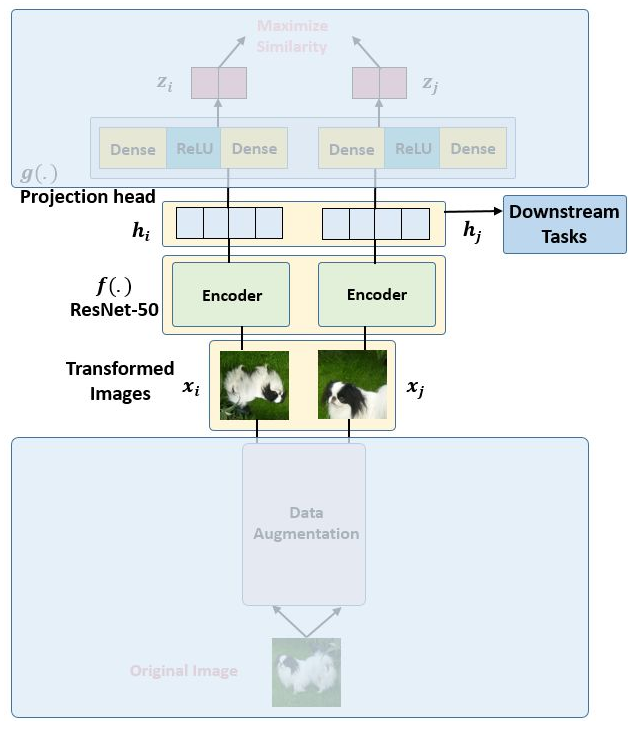 Maximize
Similarity
z_i
z_j
Dense ReLU Dense
Dense ReLU Dense
g(.)
Projection head
h_i
h_j
Downstream
Tasks
f(.)
ResNet-50
Encoder
Encoder
Transformed
Images
x_i
x_j
Data
Augmentation
Original Image